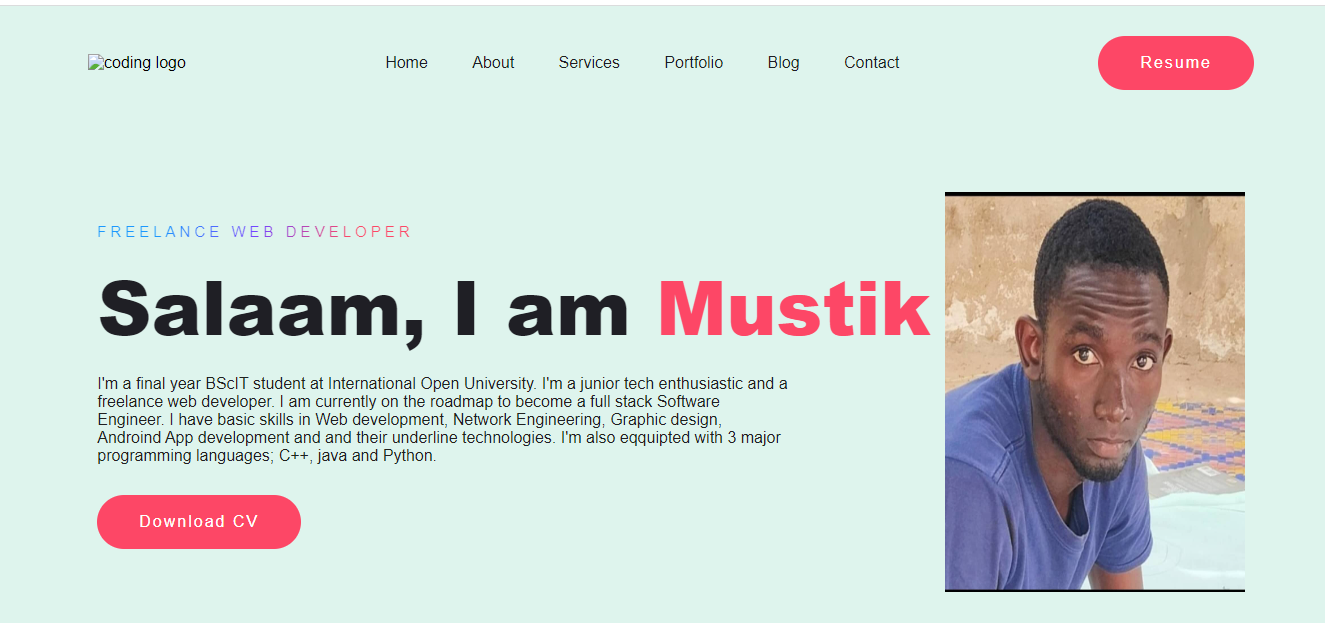 coding logo
Home About Services Portfolio Blog Contact
Resume
FREELANCE WEB DEVELOPER
Salaam, I am Mustik
I'm a final year BScIT student at International Open University. I'm a junior tech enthusiastic and a
freelance web developer. I am currently on the roadmap to become a full stack Software
Engineer. I have basic skills in Web development, Network Engineering, Graphic design,
Androind App development and and their underline technologies. I'm also eqquipted with 3 major
programming languages; C++, java and Python.
Download CV